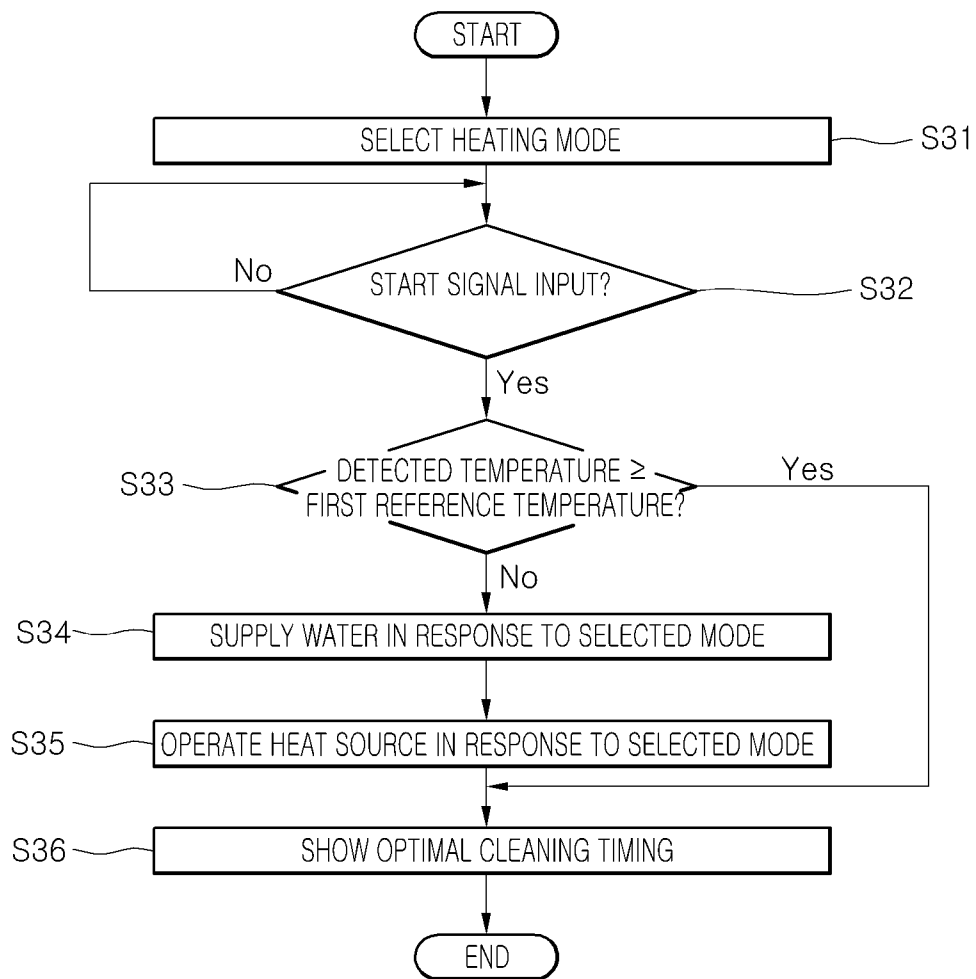 START
SELECT HEATING MODE
S31
START SIGNAL INPUT?
No
S32
Yes
DETECTED TEMPERATURE ≥
FIRST REFERENCE TEMPERATURE?
S33
Yes
No
S34
SUPPLY WATER IN RESPONSE TO SELECTED MODE
S35
OPERATE HEAT SOURCE IN RESPONSE TO SELECTED MODE
S36
SHOW OPTIMAL CLEANING TIMING
END